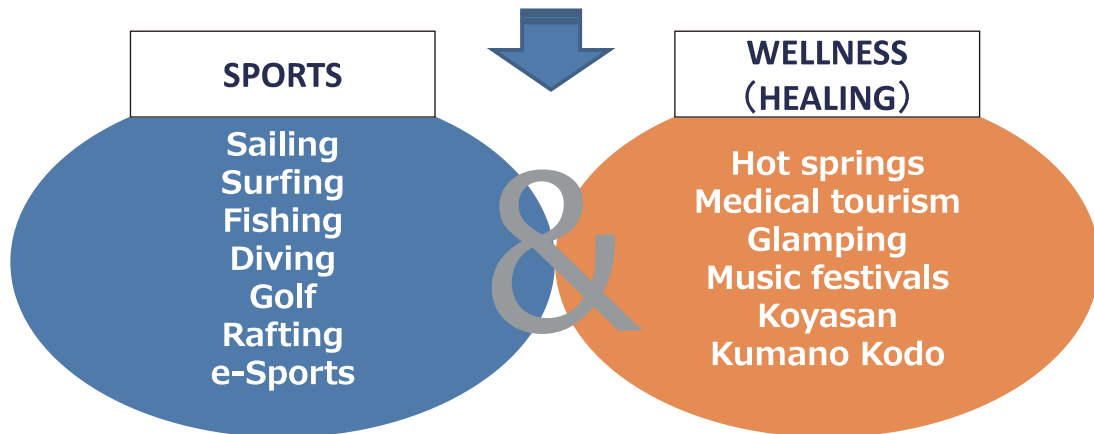 SPORTS
Sailing
Surfing
Fishing
Diving
Golf
Rafting
e-Sports
&
WELLNESS
（HEALING）
Hot springs
Medical tourism
Glamping
Music festivals
Koyasan
Kumano Kodo